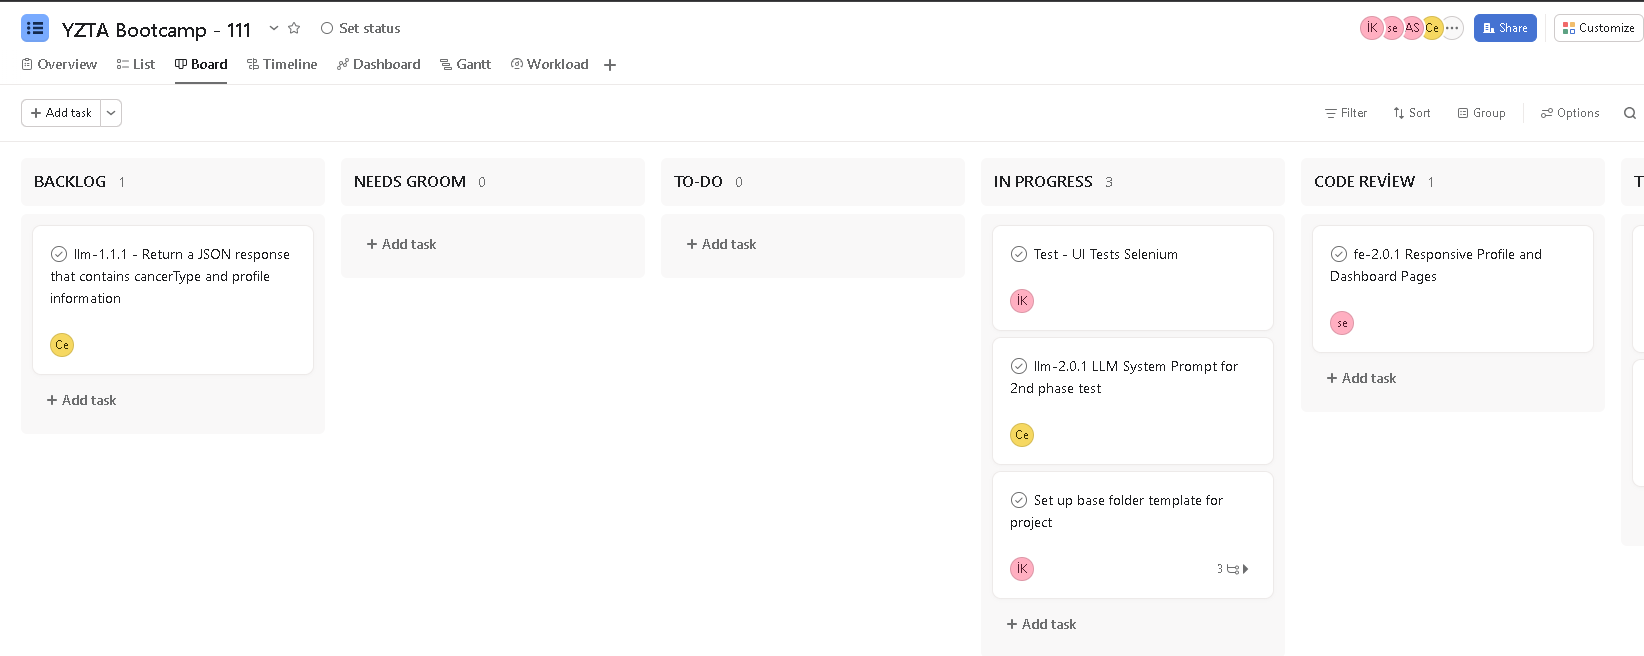 YZTA Bootcamp - 111
Set status
İK se AS Ce
Share
Customize
Overview List Board Timeline Dashboard Gantt Workload
+ Add task
Filter Sort Group Options
BACKLOG 1
llm-1.1.1 - Return a JSON response
that contains cancerType and profile
information
Ce
+ Add task
NEEDS GROOM 0
+ Add task
TO-DO 0
+ Add task
IN PROGRESS 3
Test - UI Tests Selenium
İK
llm-2.0.1 LLM System Prompt for
2nd phase test
Ce
Set up base folder template for
project
İK
3
+ Add task
CODE REVİEW 1
fe-2.0.1 Responsive Profile and
Dashboard Pages
se
+ Add task